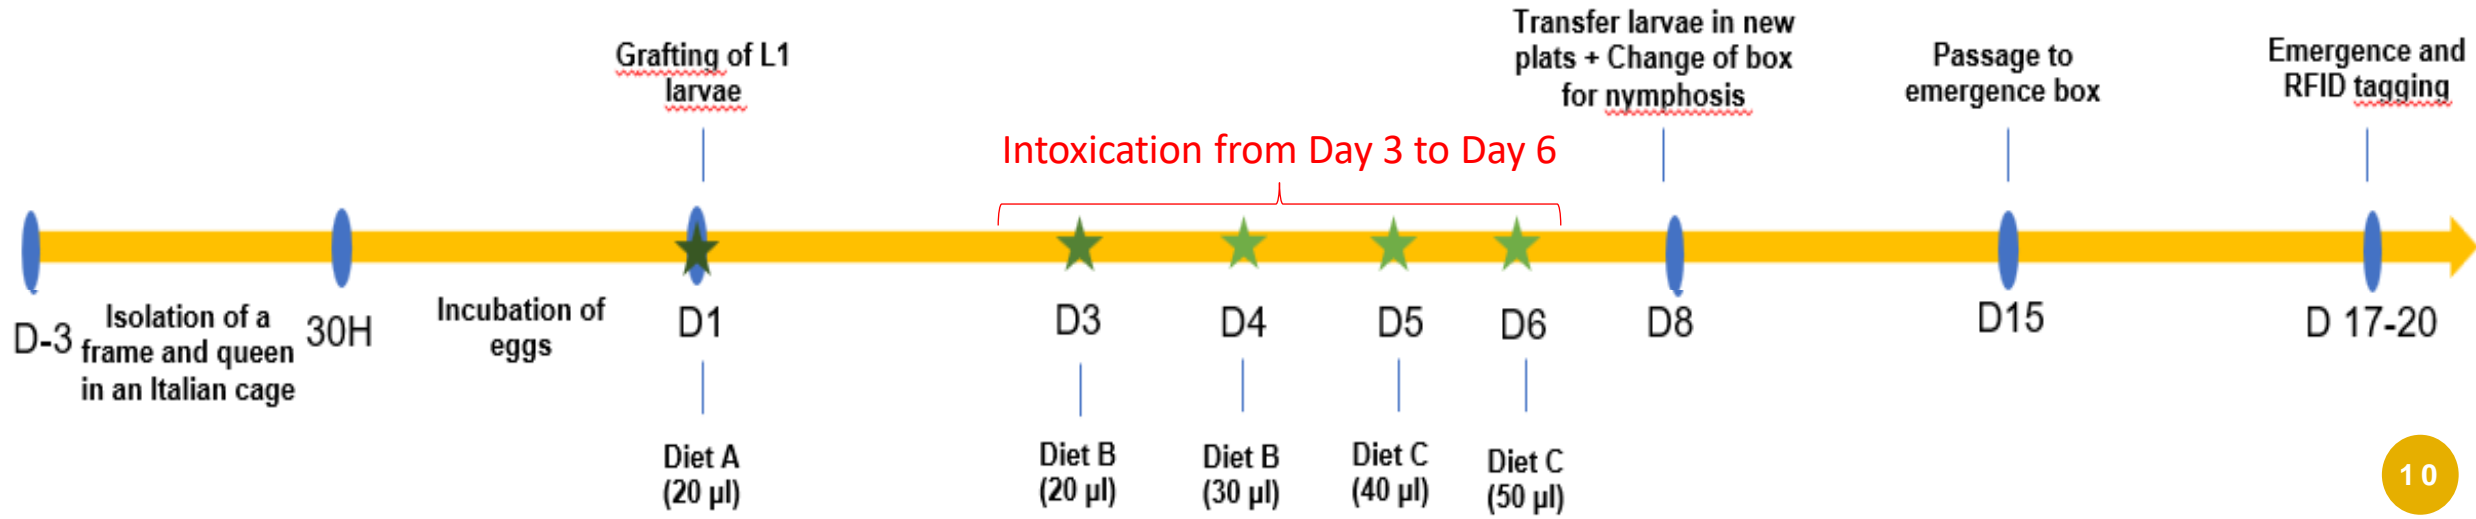 Grafting of L1
larvae
Transfer larvae in new
plats + Change of box
for nymphosis
Passage to
emergence box
Emergence and
RFID tagging
Intoxication from Day 3 to Day 6
D-3
Isolation of a
frame and queen
in an Italian cage
30H
Incubation of
eggs
D1
D3
D4
D5
D6
D8
D15
D 17-20
Diet A
(20 µl)
Diet B
(20 µl)
Diet B
(30 µl)
Diet C
(40 µl)
Diet C
(50 µl)
10